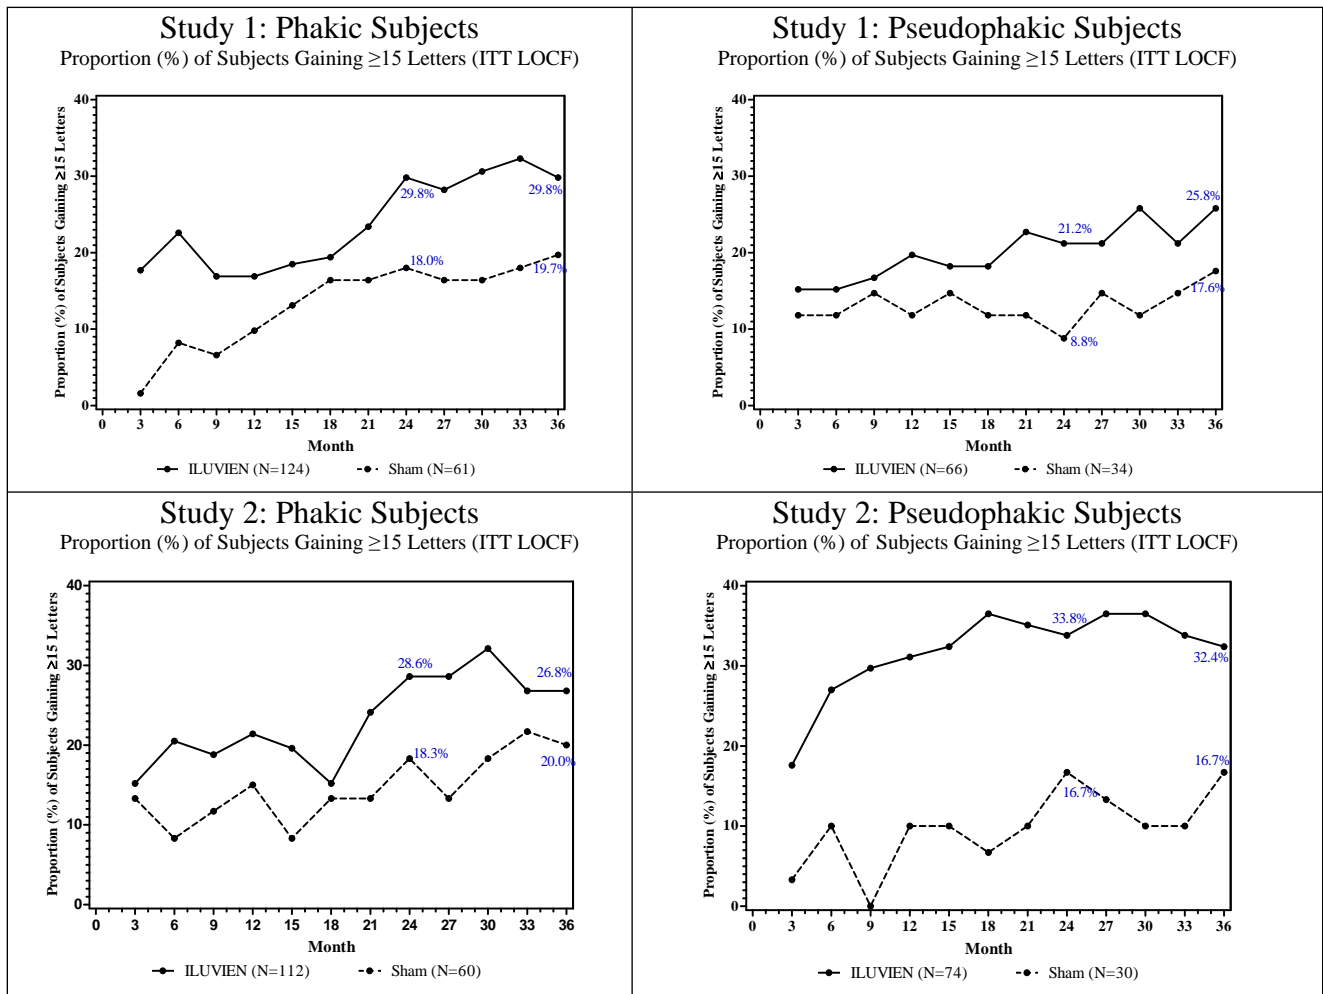 Study 1: Phakic Subjects
Proportion (%) of Subjects Gaining ≥15 Letters (ITT LOCF)
Proportion (%) of Subjects Gaining ≥15 Letters
40
30
20
10
0
29.8%
29.8%
18.0%
19.7%
0 3 6 9 12 15 18 21 24 27 30 33 36
Month
ILUVIEN (N=124) Sham (N=61)
Study 1: Pseudophakic Subjects
Proportion (%) of Subjects Gaining ≥15 Letters (ITT LOCF)
Proportion (%) of Subjects Gaining ≥15 Letters
40
30
20
10
0
25.8%
21.2%
17.6%
8.8%
0 3 6 9 12 15 18 21 24 27 30 33 36
Month
ILUVIEN (N=66) Sham (N=34)
Study 2: Phakic Subjects
Proportion (%) of Subjects Gaining ≥15 Letters (ITT LOCF)
Proportion (%) of Subjects Gaining ≥15 Letters
40
30
20
10
0
28.6%
26.8%
18.3%
20.0%
0 3 6 9 12 15 18 21 24 27 30 33 36
Month
ILUVIEN (N=112) Sham (N=60)
Study 2: Pseudophakic Subjects
Proportion (%) of Subjects Gaining ≥15 Letters (ITT LOCF)
Proportion (%) of Subjects Gaining ≥15 Letters
40
30
20
10
0
33.8%
32.4%
16.7%
16.7%
0 3 6 9 12 15 18 21 24 27 30 33 36
Month
ILUVIEN (N=74) Sham (N=30)